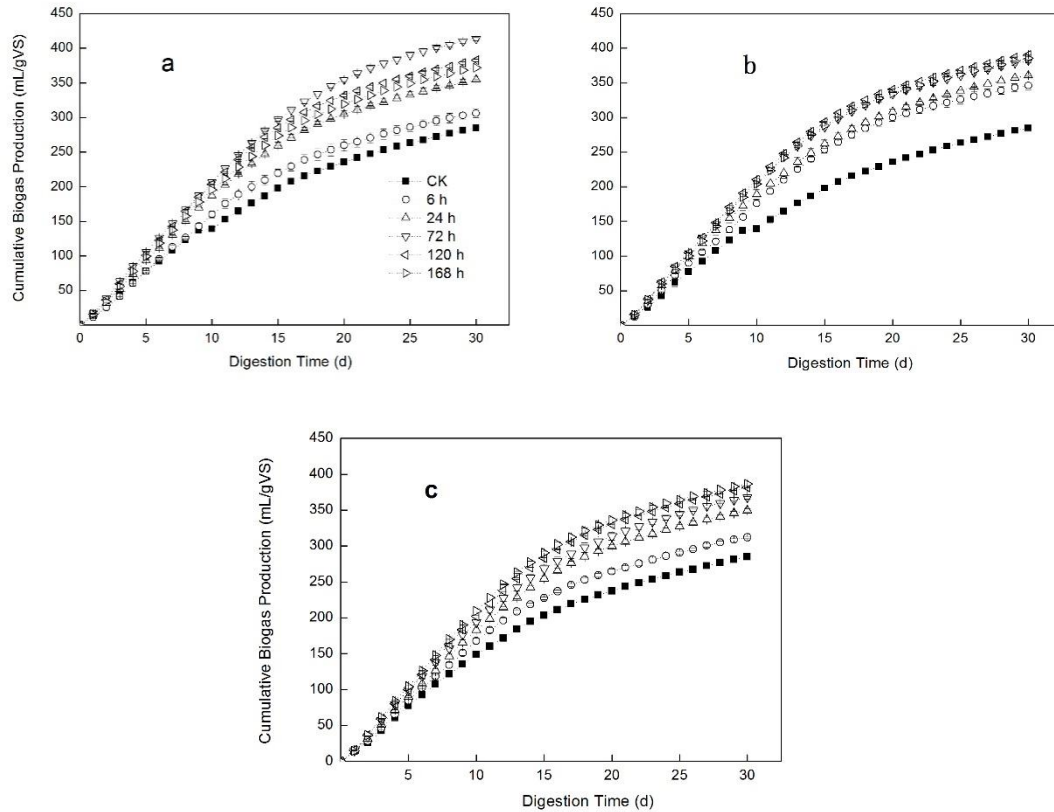 450
400
350
300
250
200
150
100
50
Cumulative Biogas Production (mL/gVS)
a
CK
6 h
24 h
72 h
120 h
168 h
0 5 10 15 20 25 30
Digestion Time (d)
450
400
350
300
250
200
150
100
50
b
0 5 10 15 20 25 30
Digestion Time (d)
450
400
350
300
250
200
150
100
50
0
Cumulative Biogas Production (mL/gVS)
c
5 10 15 20 25 30
Digestion Time (d)